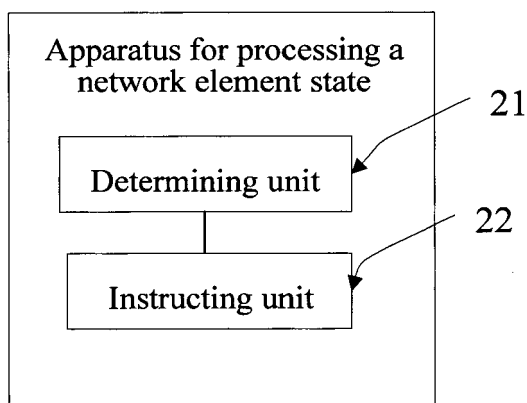 Apparatus for processing a
network element state
21
Determining unit
22
Instructing unit